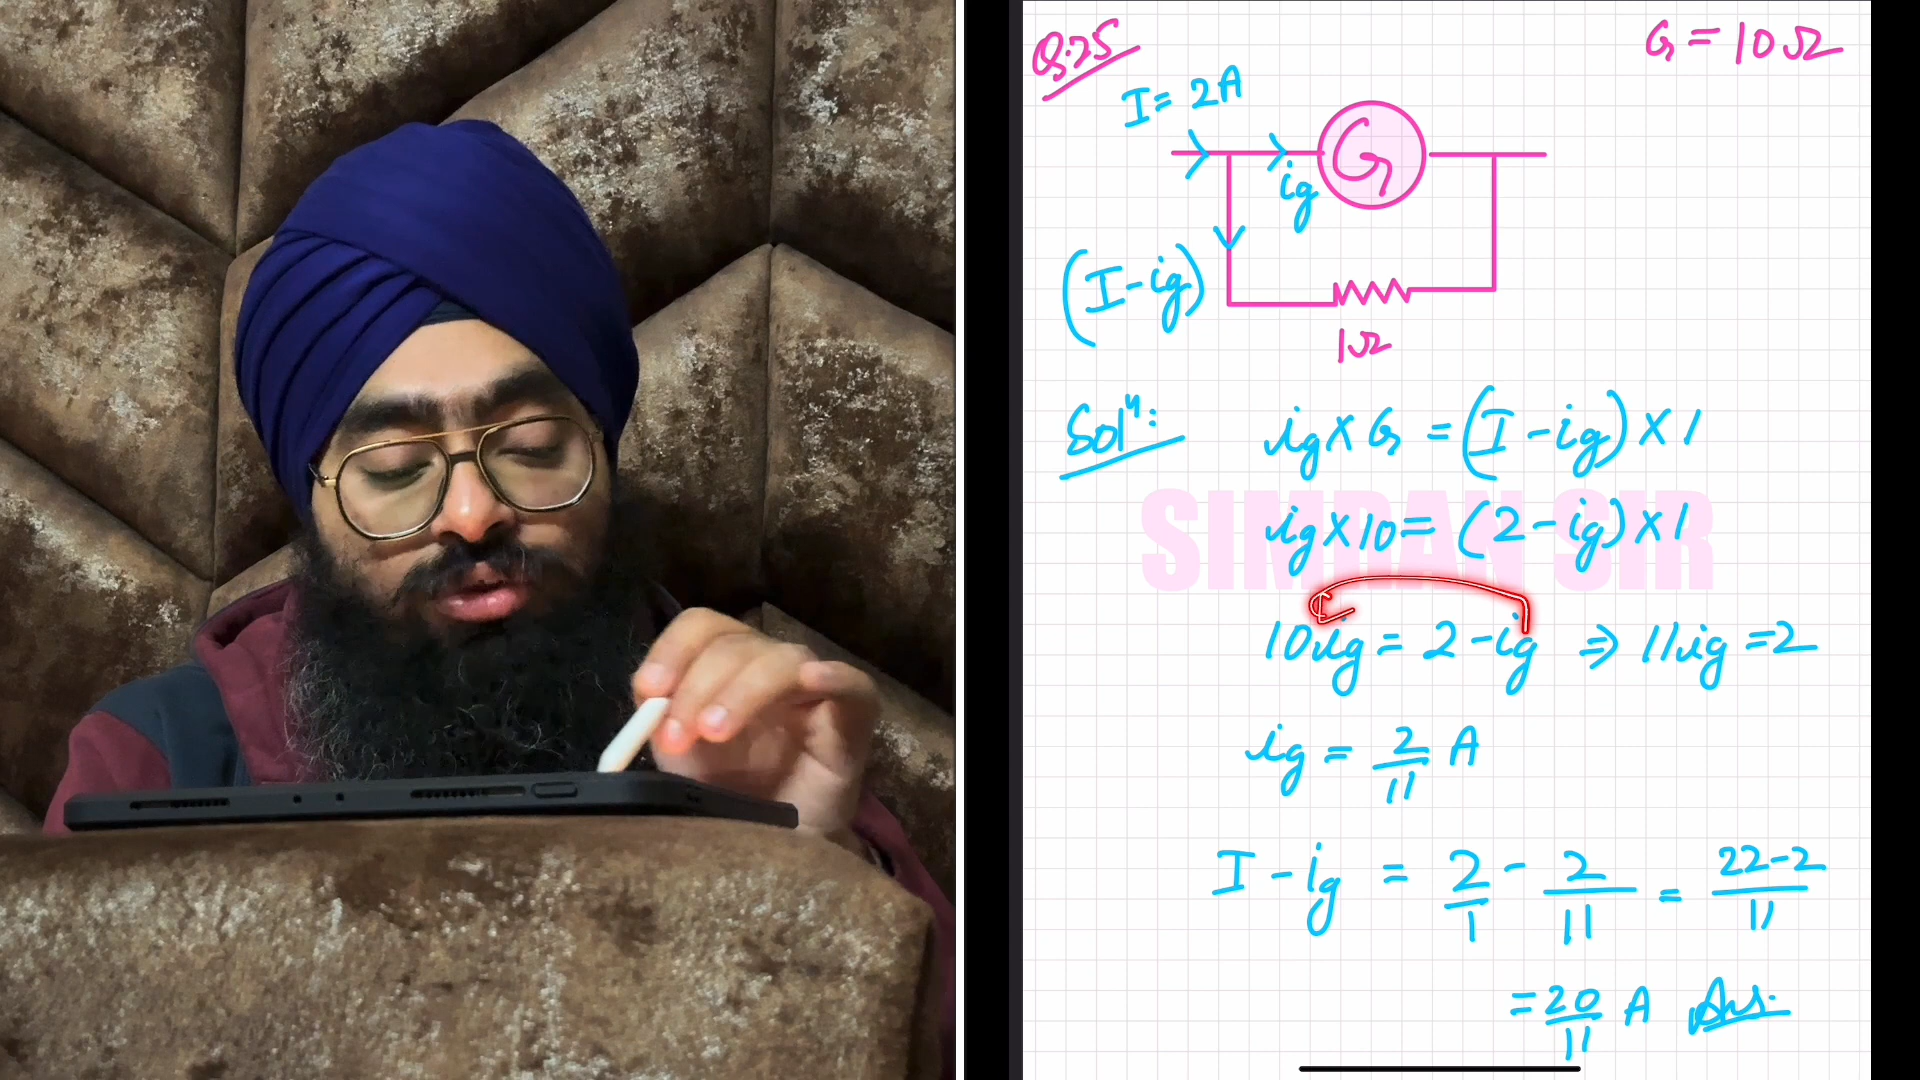 Q.25
G = 10Ω
I = 2A
G
ig
(I-ig)
1Ω
Solⁿ:
ig × G = (I - ig) × 1
SIMRAN SIR
ig × 10 = (2 - ig) × 1
10ig = 2 - ig ⇒ 11ig = 2
ig = 2/11 A
I - ig = 2/1 - 2/11 = 22-2/11
= 20/11 A Ans.